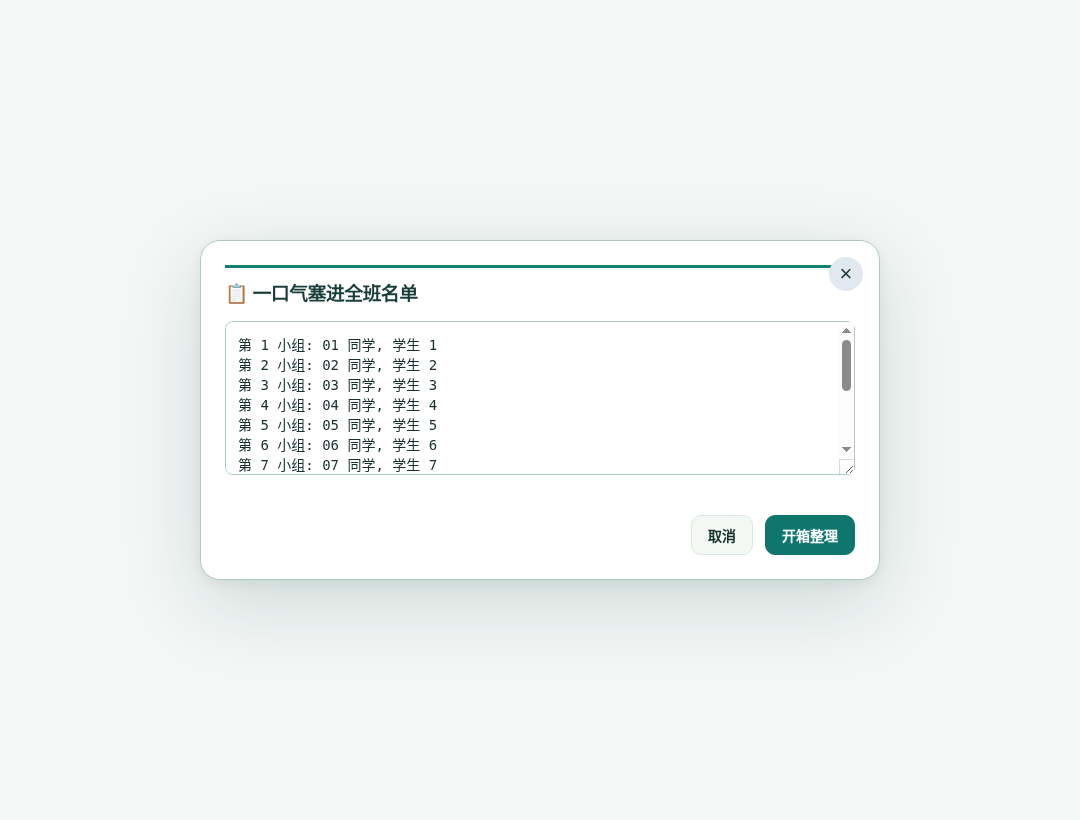 📋 一口气塞进全班名单
✕
第 1 小组: 01 同学, 学生 1
第 2 小组: 02 同学, 学生 2
第 3 小组: 03 同学, 学生 3
第 4 小组: 04 同学, 学生 4
第 5 小组: 05 同学, 学生 5
第 6 小组: 06 同学, 学生 6
第 7 小组: 07 同学, 学生 7
取消
开箱整理